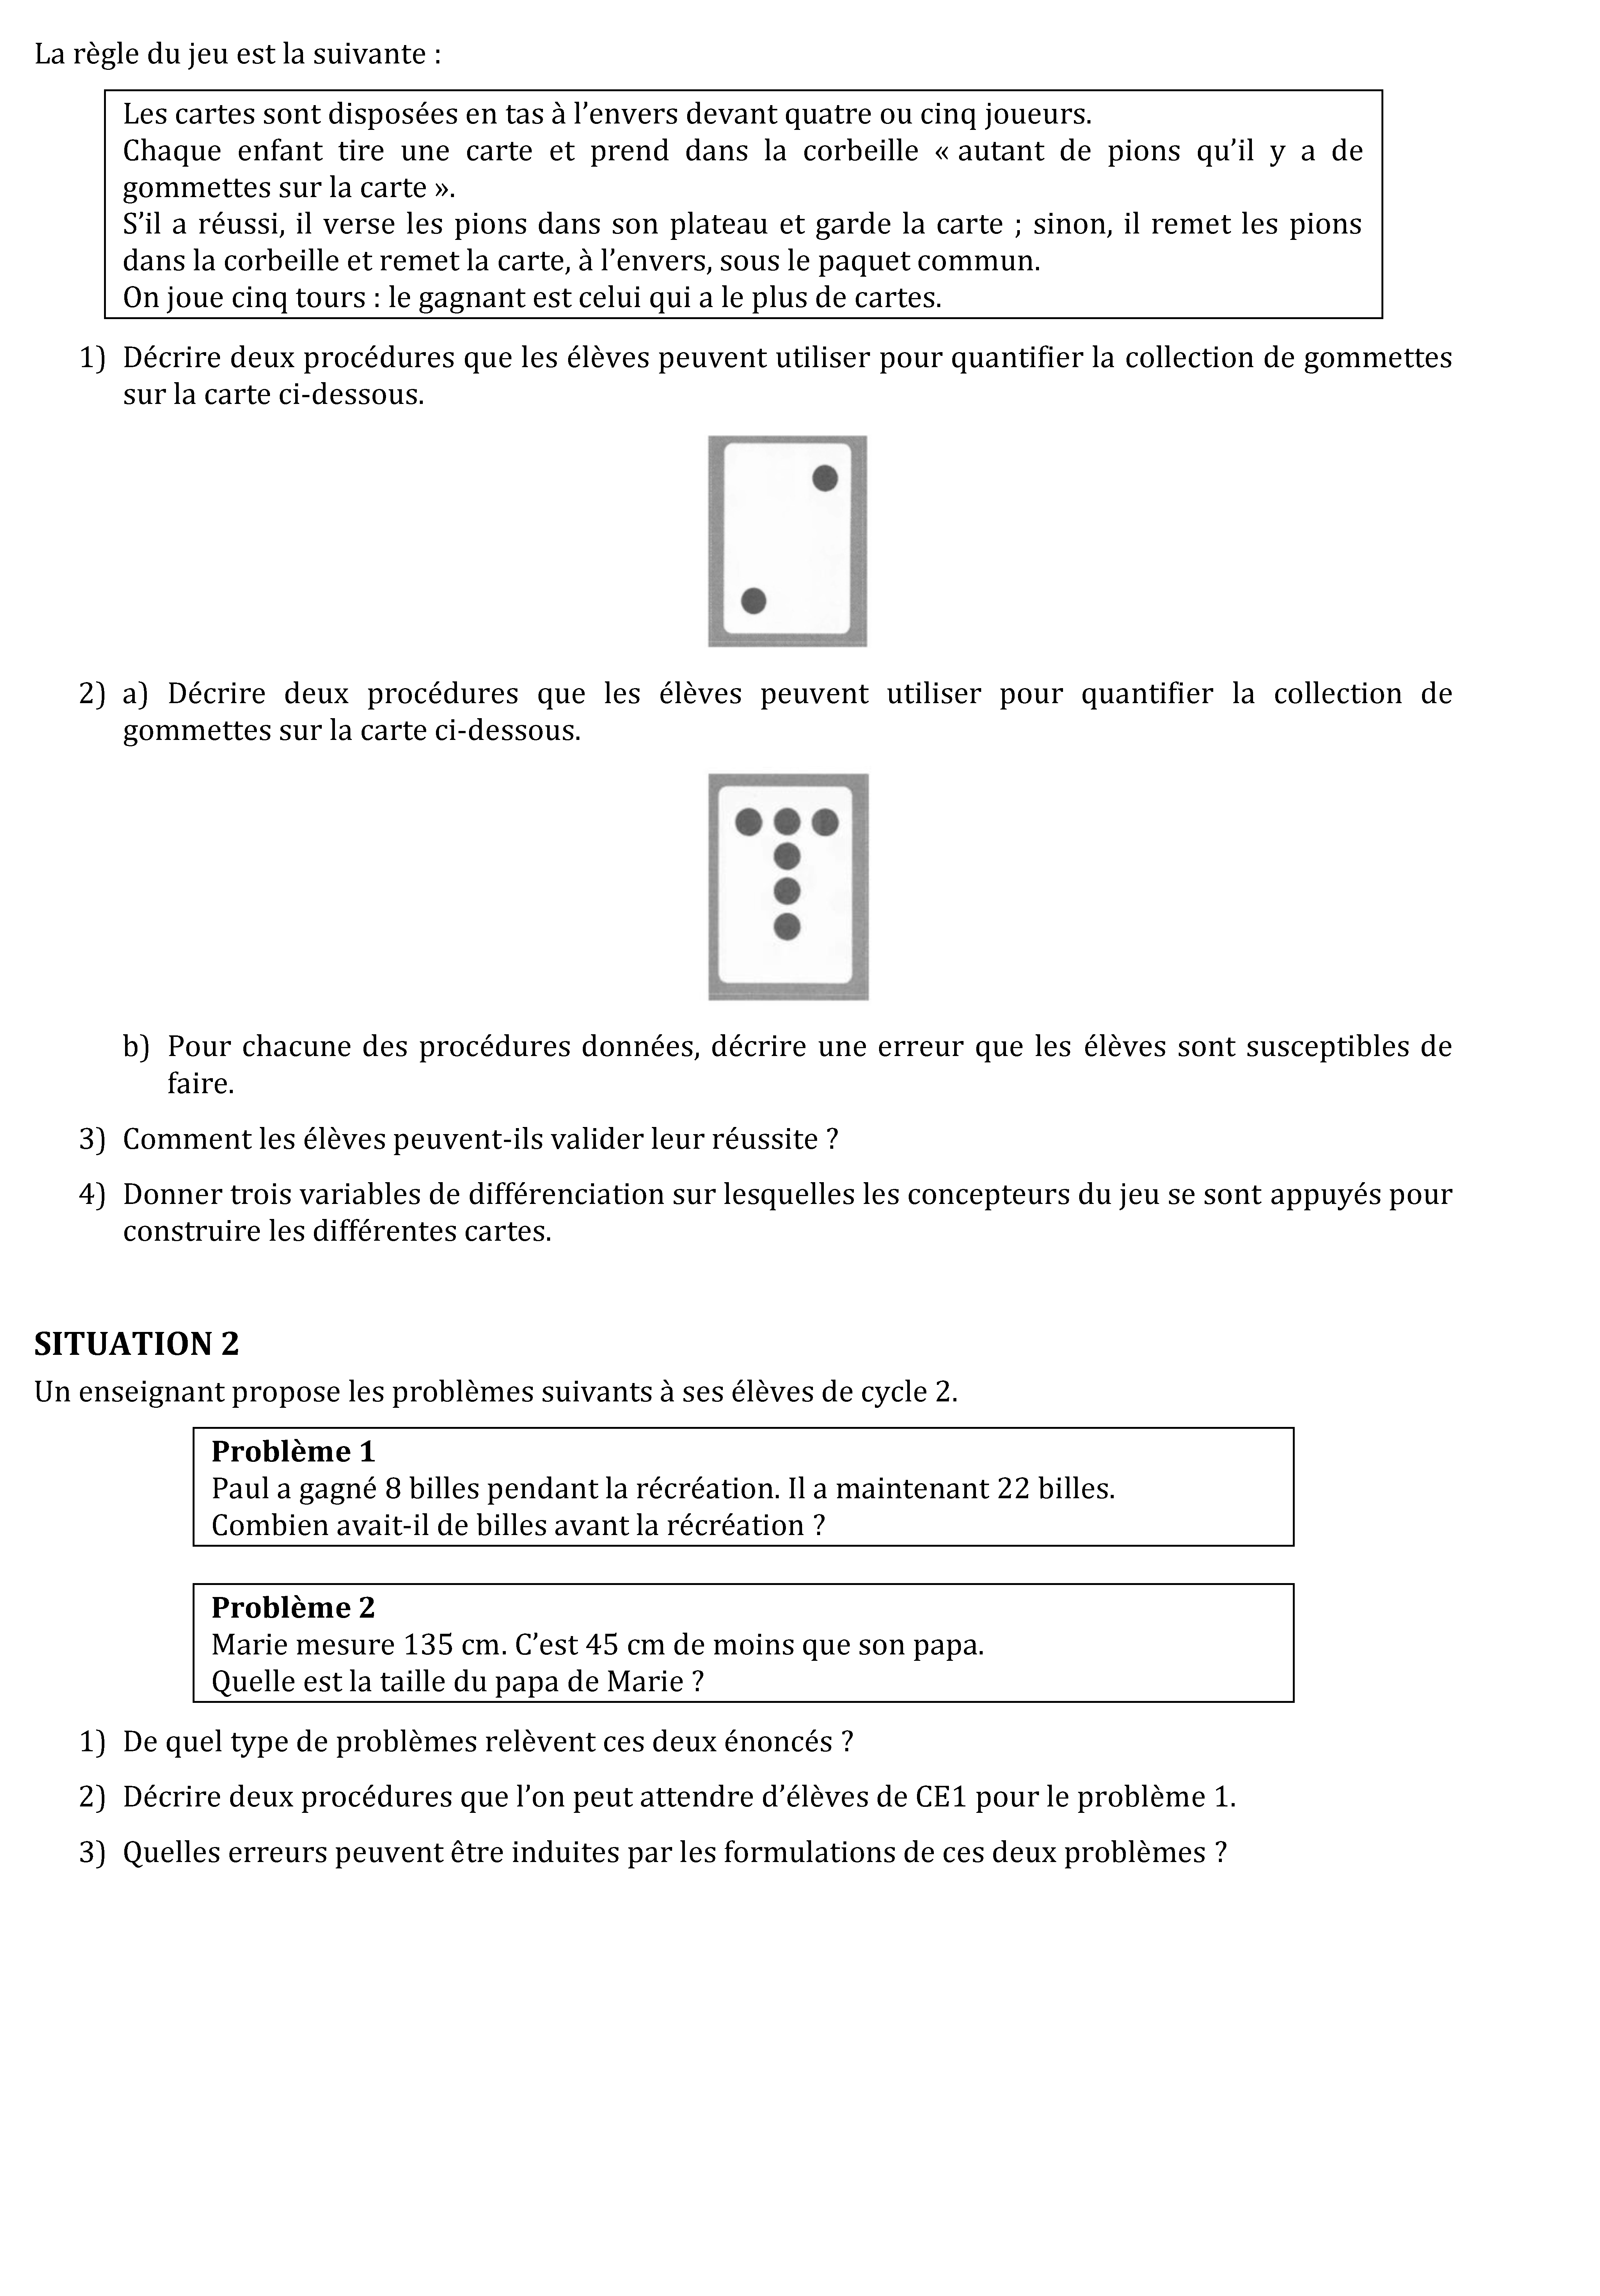 La règle du jeu est la suivante :
Les cartes sont disposées en tas à l’envers devant quatre ou cinq joueurs.
Chaque enfant tire une carte et prend dans la corbeille « autant de pions qu’il y a de
gommettes sur la carte ».
S’il a réussi, il verse les pions dans son plateau et garde la carte ; sinon, il remet les pions
dans la corbeille et remet la carte, à l’envers, sous le paquet commun.
On joue cinq tours : le gagnant est celui qui a le plus de cartes.
1) Décrire deux procédures que les élèves peuvent utiliser pour quantifier la collection de gommettes
sur la carte ci-dessous.
2) a) Décrire deux procédures que les élèves peuvent utiliser pour quantifier la collection de
gommettes sur la carte ci-dessous.
b) Pour chacune des procédures données, décrire une erreur que les élèves sont susceptibles de
faire.
3) Comment les élèves peuvent-ils valider leur réussite ?
4) Donner trois variables de différenciation sur lesquelles les concepteurs du jeu se sont appuyés pour
construire les différentes cartes.
SITUATION 2
Un enseignant propose les problèmes suivants à ses élèves de cycle 2.
Problème 1
Paul a gagné 8 billes pendant la récréation. Il a maintenant 22 billes.
Combien avait-il de billes avant la récréation ?
Problème 2
Marie mesure 135 cm. C’est 45 cm de moins que son papa.
Quelle est la taille du papa de Marie ?
1) De quel type de problèmes relèvent ces deux énoncés ?
2) Décrire deux procédures que l’on peut attendre d’élèves de CE1 pour le problème 1.
3) Quelles erreurs peuvent être induites par les formulations de ces deux problèmes ?